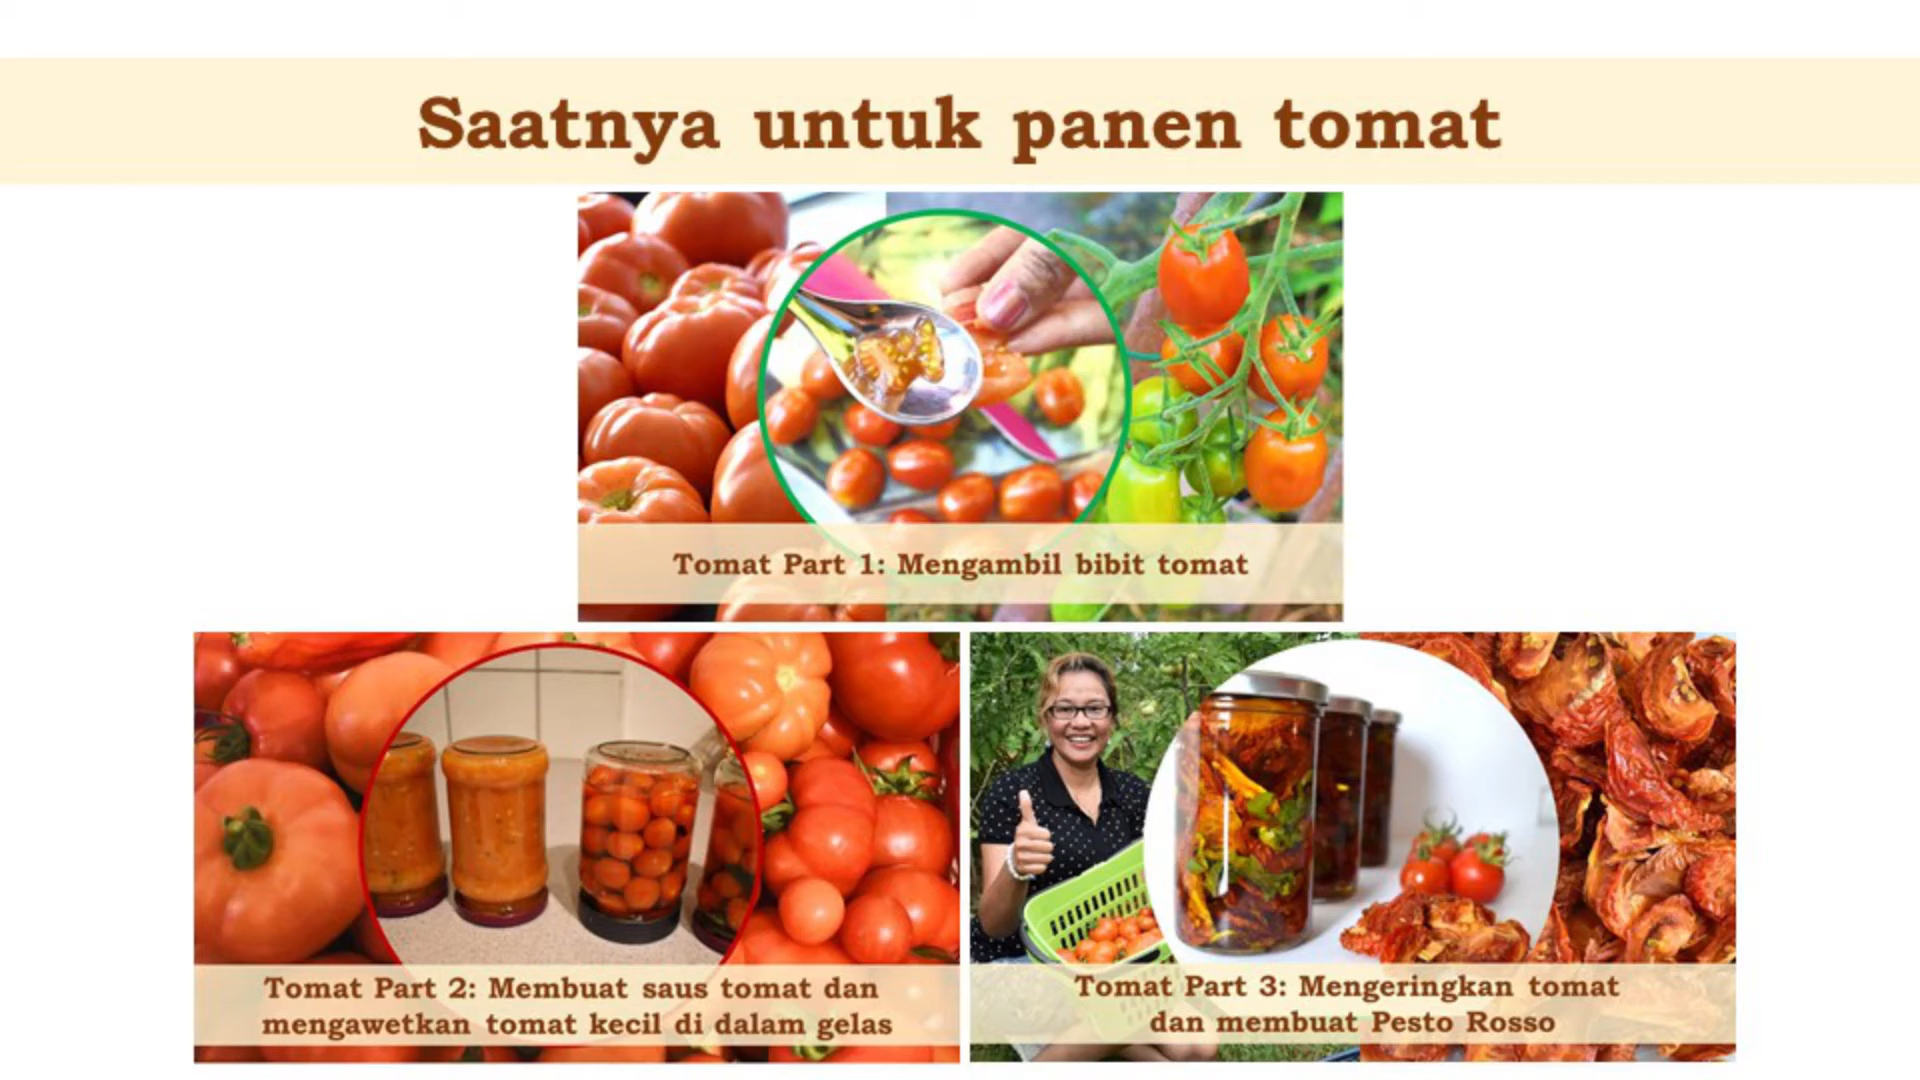 Saatnya untuk panen tomat
Tomat Part 1: Mengambil bibit tomat
Tomat Part 2: Membuat saus tomat dan
mengawetkan tomat kecil di dalam gelas
Tomat Part 3: Mengeringkan tomat
dan membuat Pesto Rosso